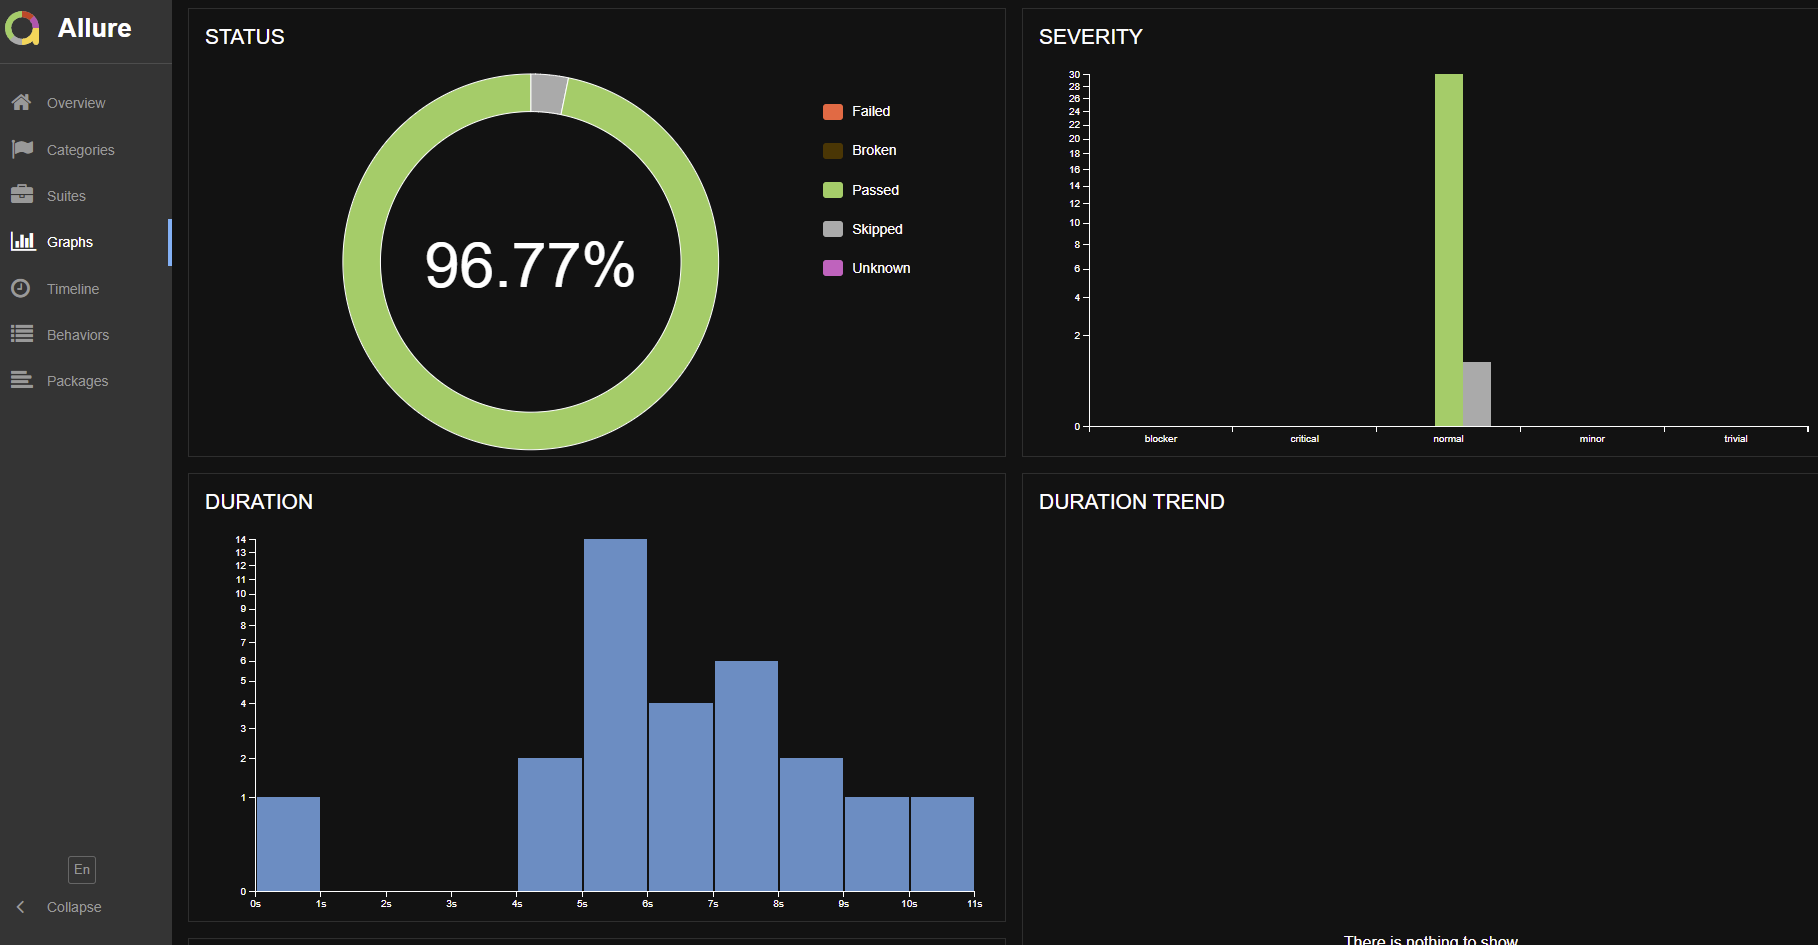 Allure
Overview
Categories
Suites
Graphs
Timeline
Behaviors
Packages
En
Collapse
STATUS
96.77%
Failed
Broken
Passed
Skipped
Unknown
SEVERITY
30
28
26
24
22
20
18
16
14
12
10
8
6
4
2
0
blocker critical normal minor trivial
DURATION
14
13
12
11
10
9
8
7
6
5
4
3
2
1
0
0s 1s 2s 3s 4s 5s 6s 7s 8s 9s 10s 11s
DURATION TREND
There is nothing to show